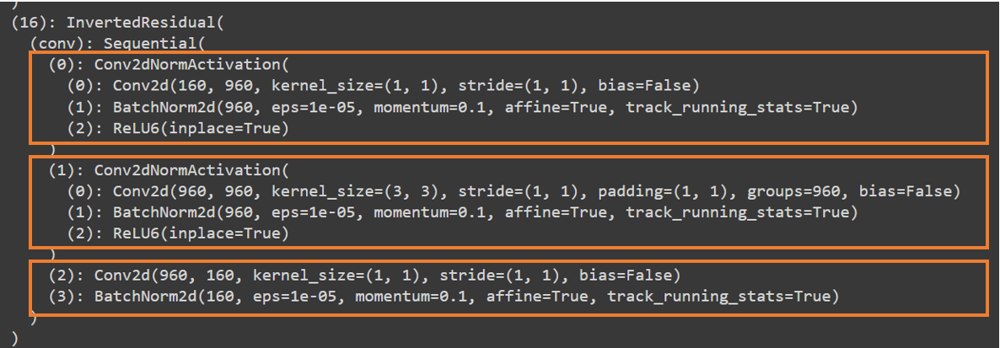 )
(16): InvertedResidual(
(conv): Sequential(
(0): Conv2dNormActivation(
(0): Conv2d(160, 960, kernel_size=(1, 1), stride=(1, 1), bias=False)
(1): BatchNorm2d(960, eps=1e-05, momentum=0.1, affine=True, track_running_stats=True)
(2): ReLU6(inplace=True)
)
(1): Conv2dNormActivation(
(0): Conv2d(960, 960, kernel_size=(3, 3), stride=(1, 1), padding=(1, 1), groups=960, bias=False)
(1): BatchNorm2d(960, eps=1e-05, momentum=0.1, affine=True, track_running_stats=True)
(2): ReLU6(inplace=True)
)
(2): Conv2d(960, 160, kernel_size=(1, 1), stride=(1, 1), bias=False)
(3): BatchNorm2d(160, eps=1e-05, momentum=0.1, affine=True, track_running_stats=True)
)
)